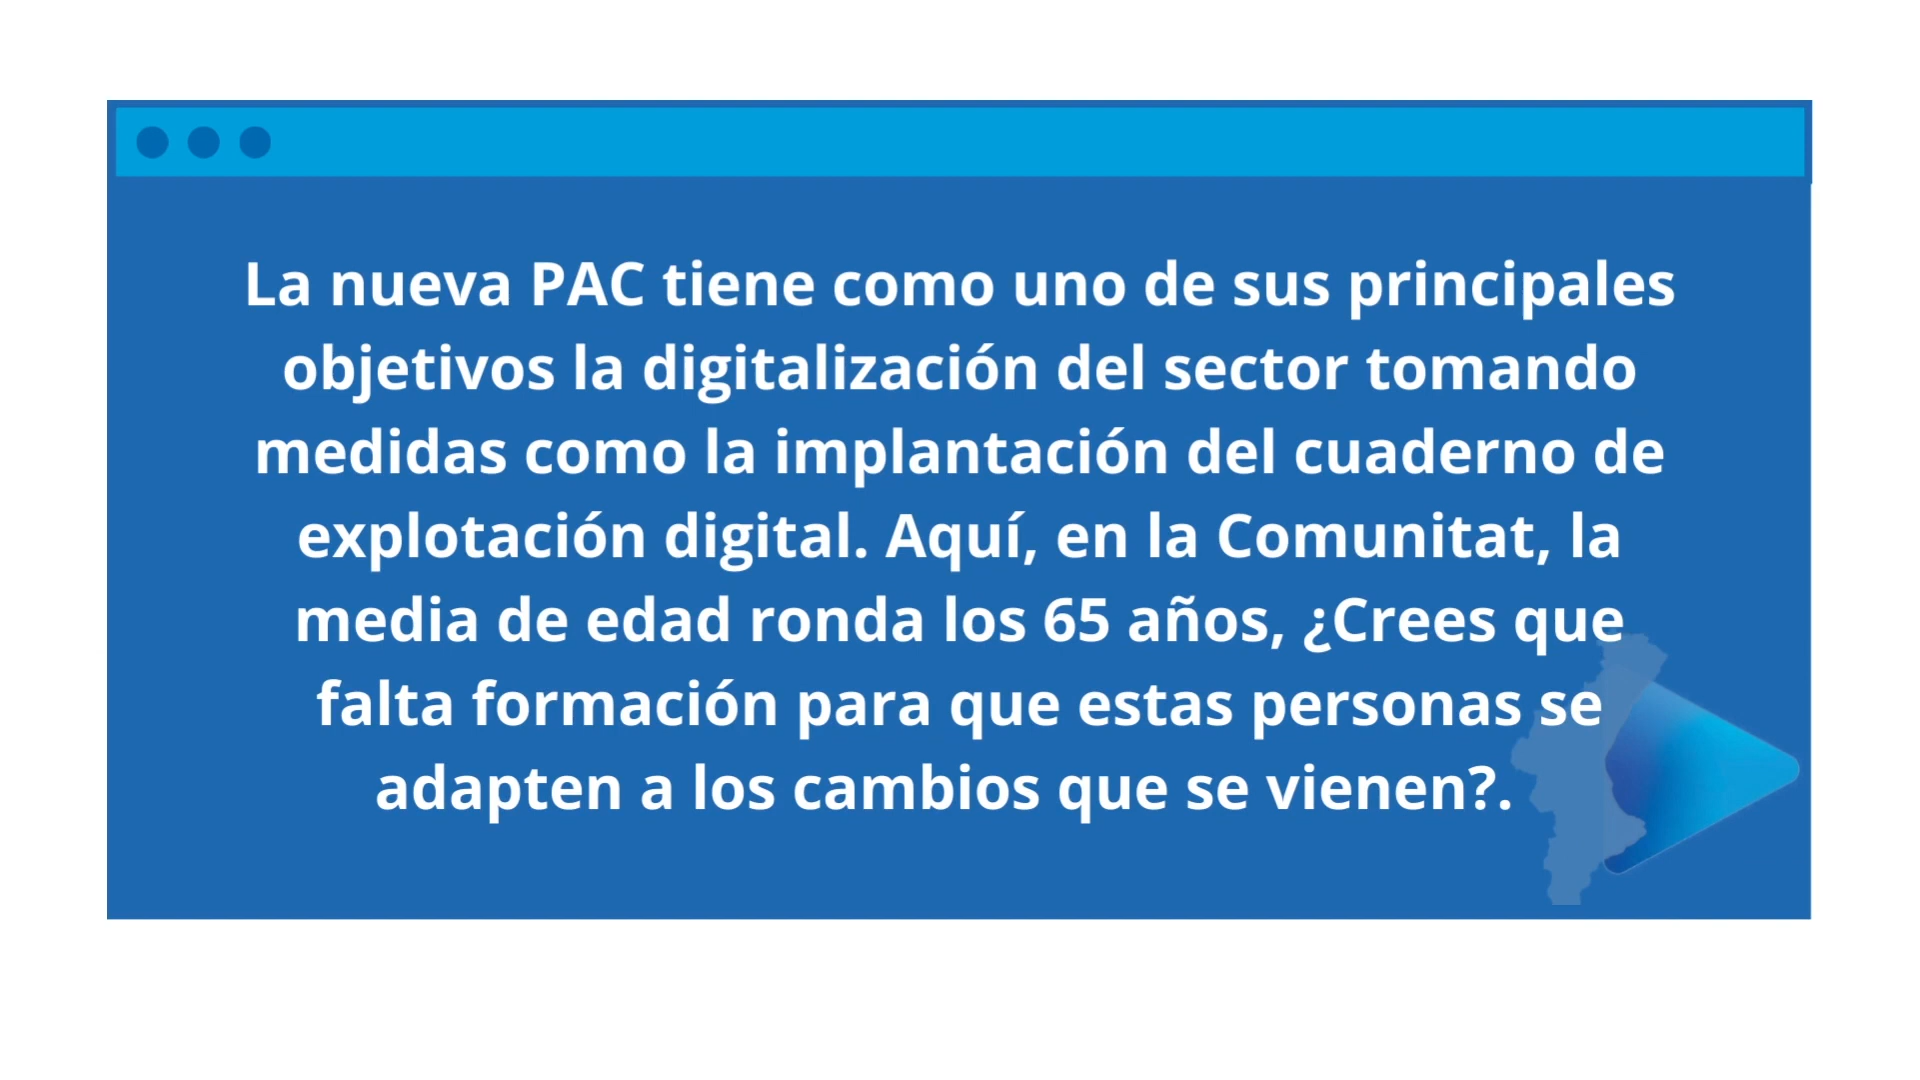 La nueva PAC tiene como uno de sus principales
objetivos la digitalización del sector tomando
medidas como la implantación del cuaderno de
explotación digital. Aquí, en la Comunitat, la
media de edad ronda los 65 años, ¿Crees que
falta formación para que estas personas se
adapten a los cambios que se vienen?.